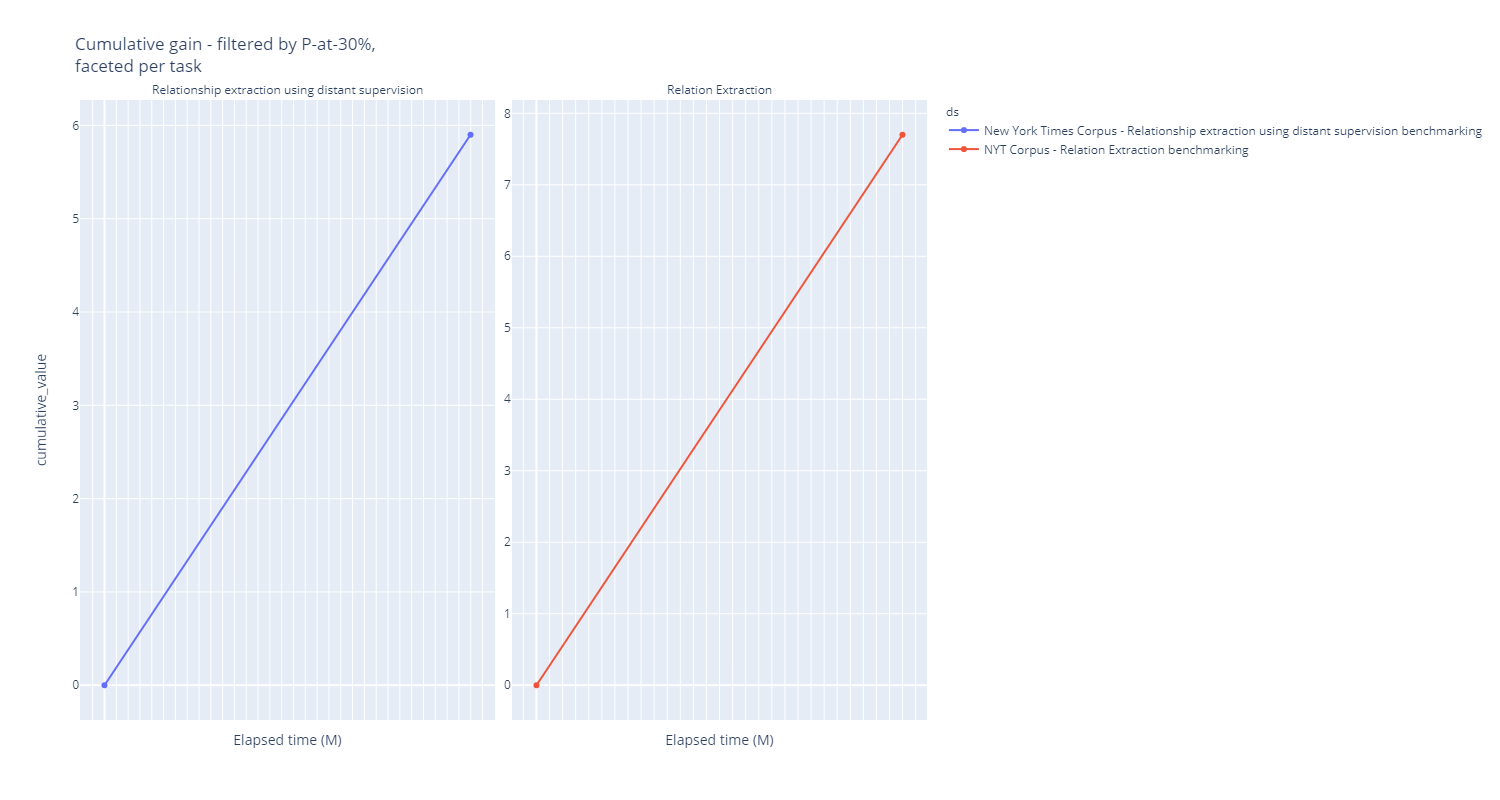 Cumulative gain - filtered by P-at-30%,
faceted per task
Relationship extraction using distant supervision
6
5
4
3
2
1
0
cumulative_value
Elapsed time (M)
Relation Extraction
8
7
6
5
4
3
2
1
0
Elapsed time (M)
ds
New York Times Corpus - Relationship extraction using distant supervision benchmarking
NYT Corpus - Relation Extraction benchmarking